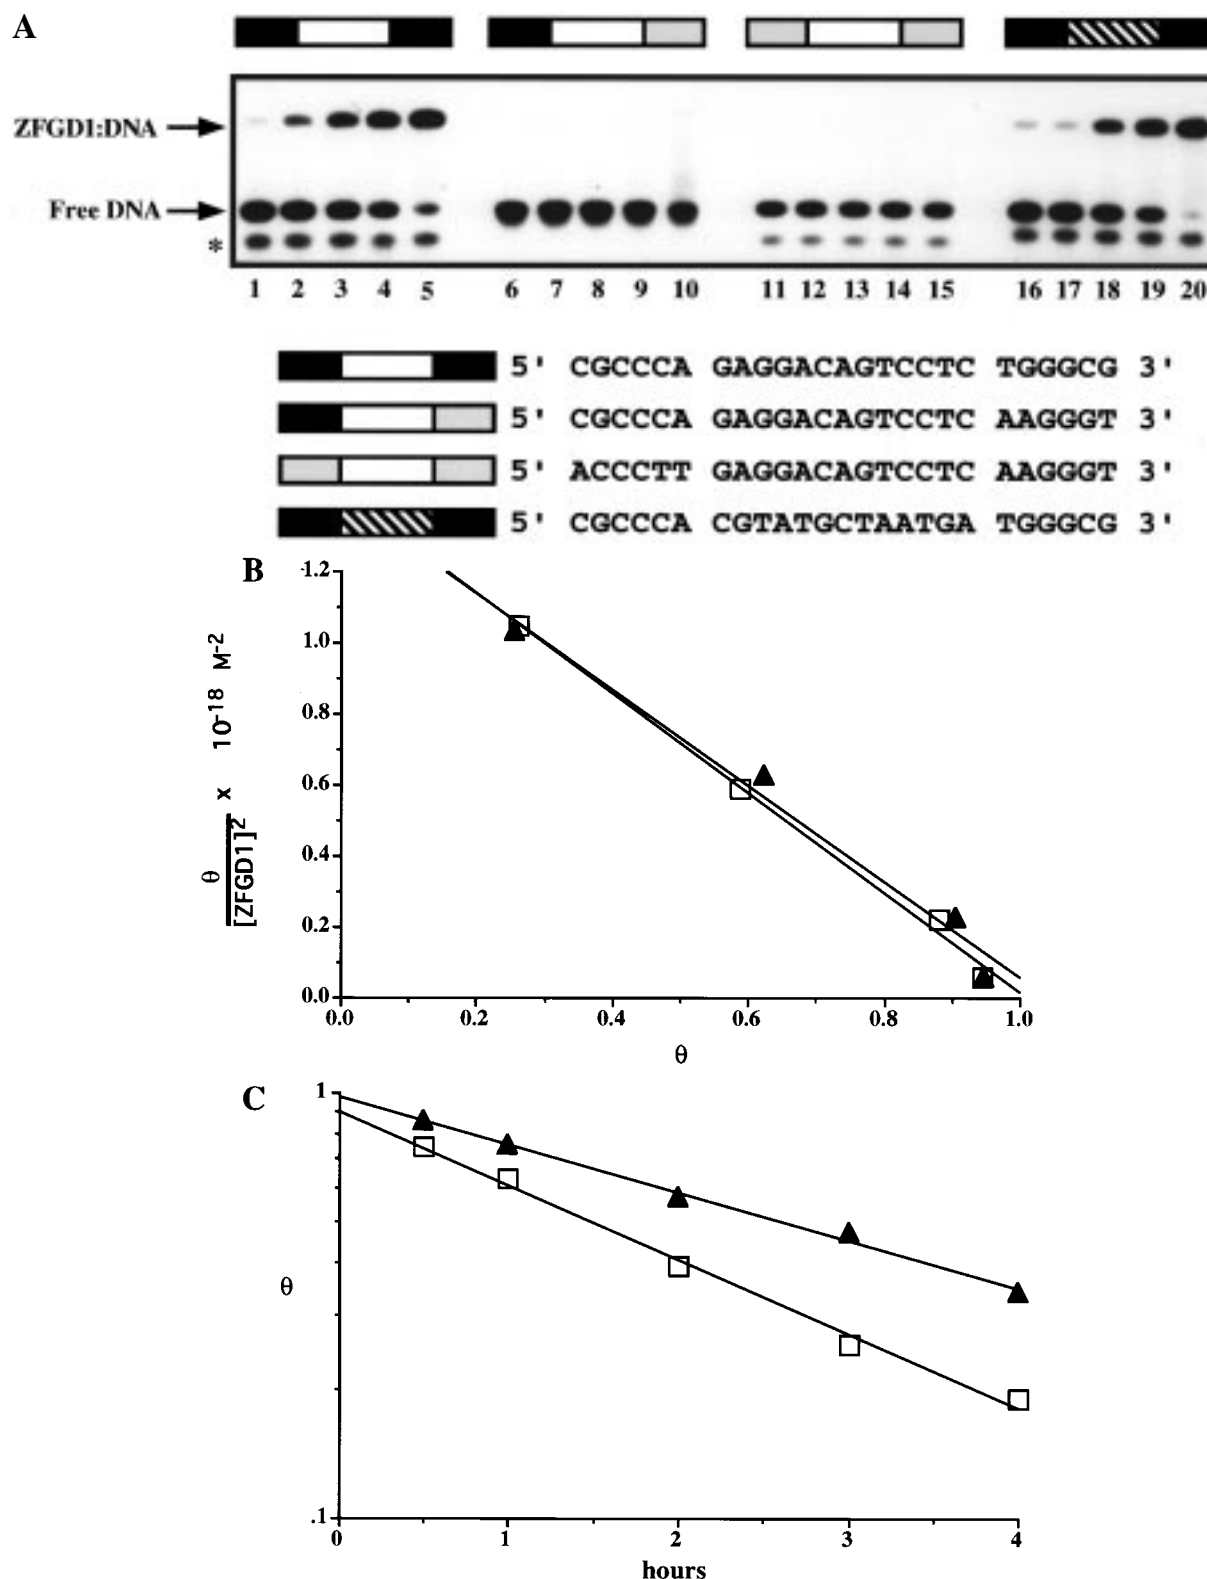 A
ZFGD1:DNA
Free DNA
*
1 2 3 4 5 6 7 8 9 10 11 12 13 14 15 16 17 18 19 20
5' CGCCCA GAGGACAGTCCTC TGGGCG 3'
5' CGCCCA GAGGACAGTCCTC AAGGGT 3'
5' ACCCTT GAGGACAGTCCTC AAGGGT 3'
5' CGCCCA CGTATGCTAATGA TGGGCG 3'
B
1.2
1.0
0.8
0.6
0.4
0.2
0.0
θ / [ZFGD1]² x 10⁻¹⁸ M⁻²
0.0 0.2 0.4 0.6 0.8 1.0
θ
C
1
θ
.1
0 1 2 3 4
hours